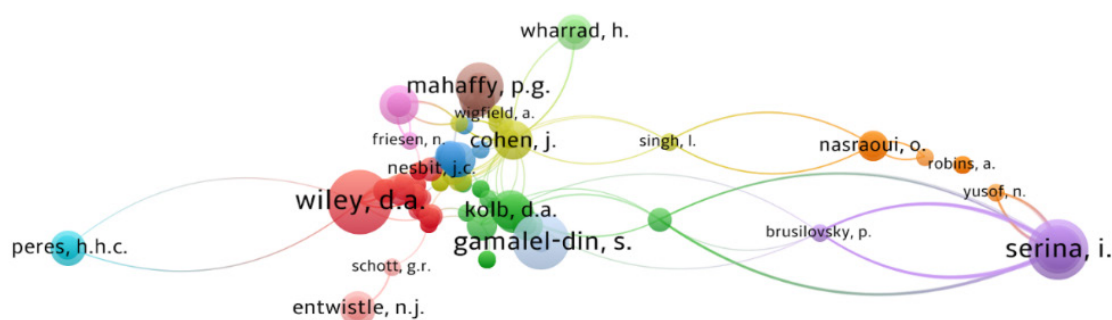 wharrad, h.
mahaffy, p.g.
wigfield, a.
friesen, n.
cohen, j.
singh, l.
nasraoui, o.
robins, a.
nesbit, j.c.
yusof, n.
wiley, d.a.
kolb, d.a.
brusilovsky, p.
peres, h.h.c.
gamalel-din, s.
serina, i.
schott, g.r.
entwistle, n.j.